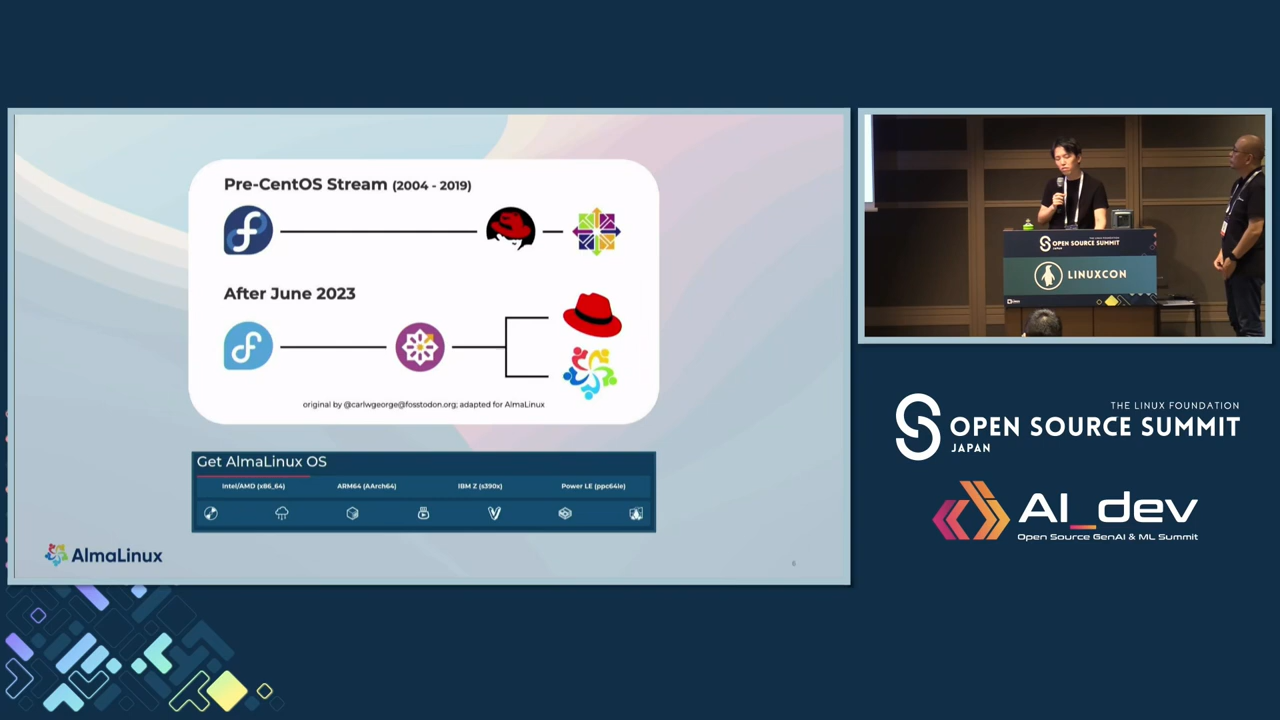 Pre-CentOS Stream (2004 - 2019)
After June 2023
original by @carlwgeorge@fosstodon.org; adapted for AlmaLinux
Get AlmaLinux OS
Intel/AMD (x86_64)
ARM64 (AArch64)
IBM Z (s390x)
Power LE (ppc64le)
AlmaLinux
6
OPEN SOURCE SUMMIT
LINUXCON
THE LINUX FOUNDATION
OPEN SOURCE SUMMIT
JAPAN
AI_dev
Open Source GenAI & ML Summit